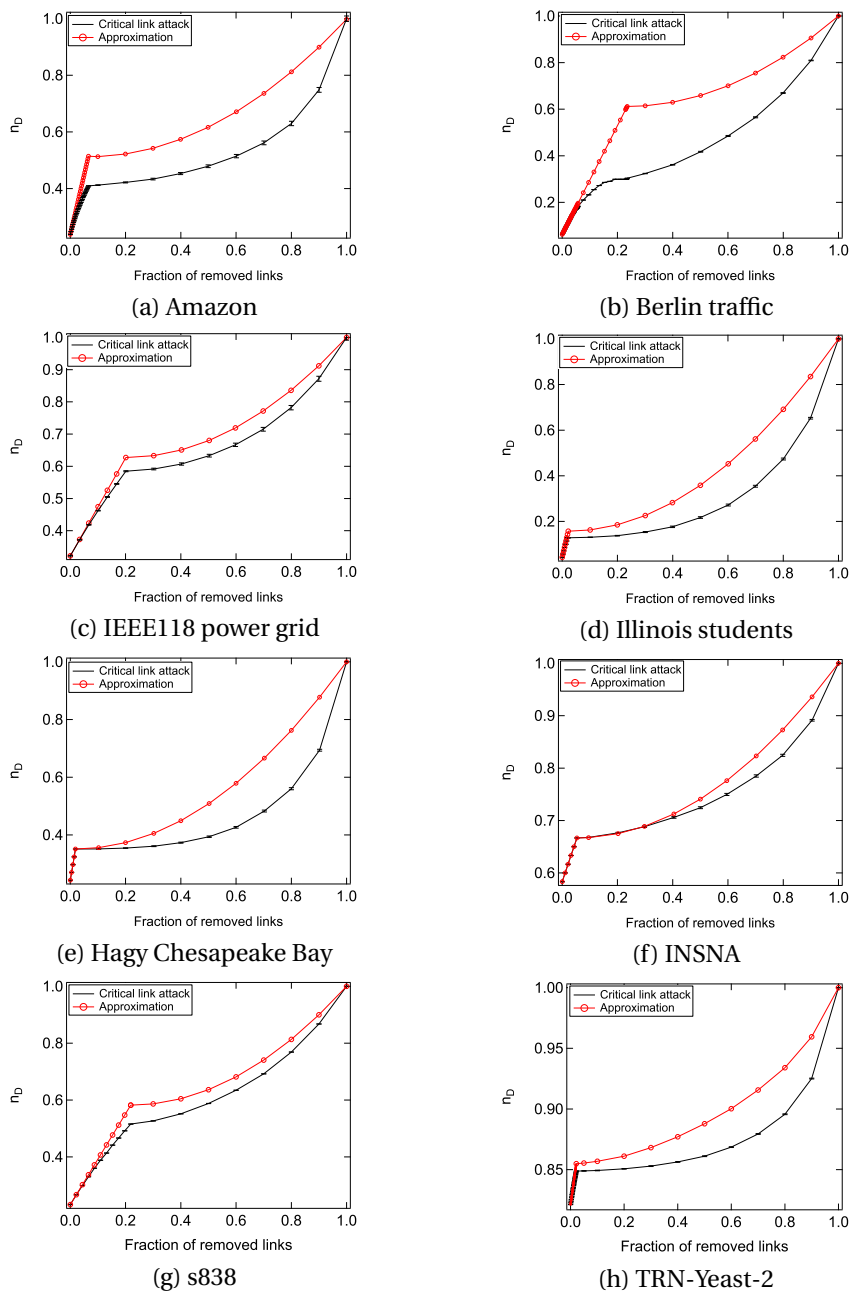 1.0
0.8
0.6
0.4
n_D
Critical link attack
Approximation
0.0 0.2 0.4 0.6 0.8 1.0
Fraction of removed links
(a) Amazon
1.0
0.8
0.6
0.4
0.2
n_D
Critical link attack
Approximation
0.0 0.2 0.4 0.6 0.8 1.0
Fraction of removed links
(b) Berlin traffic
1.0
0.9
0.8
0.7
0.6
0.5
0.4
n_D
Critical link attack
Approximation
0.0 0.2 0.4 0.6 0.8 1.0
Fraction of removed links
(c) IEEE118 power grid
1.0
0.8
0.6
0.4
0.2
n_D
Critical link attack
Approximation
0.0 0.2 0.4 0.6 0.8 1.0
Fraction of removed links
(d) Illinois students
1.0
0.8
0.6
0.4
n_D
Critical link attack
Approximation
0.0 0.2 0.4 0.6 0.8 1.0
Fraction of removed links
(e) Hagy Chesapeake Bay
1.0
0.9
0.8
0.7
0.6
n_D
Critical link attack
Approximation
0.0 0.2 0.4 0.6 0.8 1.0
Fraction of removed links
(f) INSNA
1.0
0.8
0.6
0.4
n_D
Critical link attack
Approximation
0.0 0.2 0.4 0.6 0.8 1.0
Fraction of removed links
(g) s838
1.00
0.95
0.90
0.85
n_D
Critical link attack
Approximation
0.0 0.2 0.4 0.6 0.8 1.0
Fraction of removed links
(h) TRN-Yeast-2